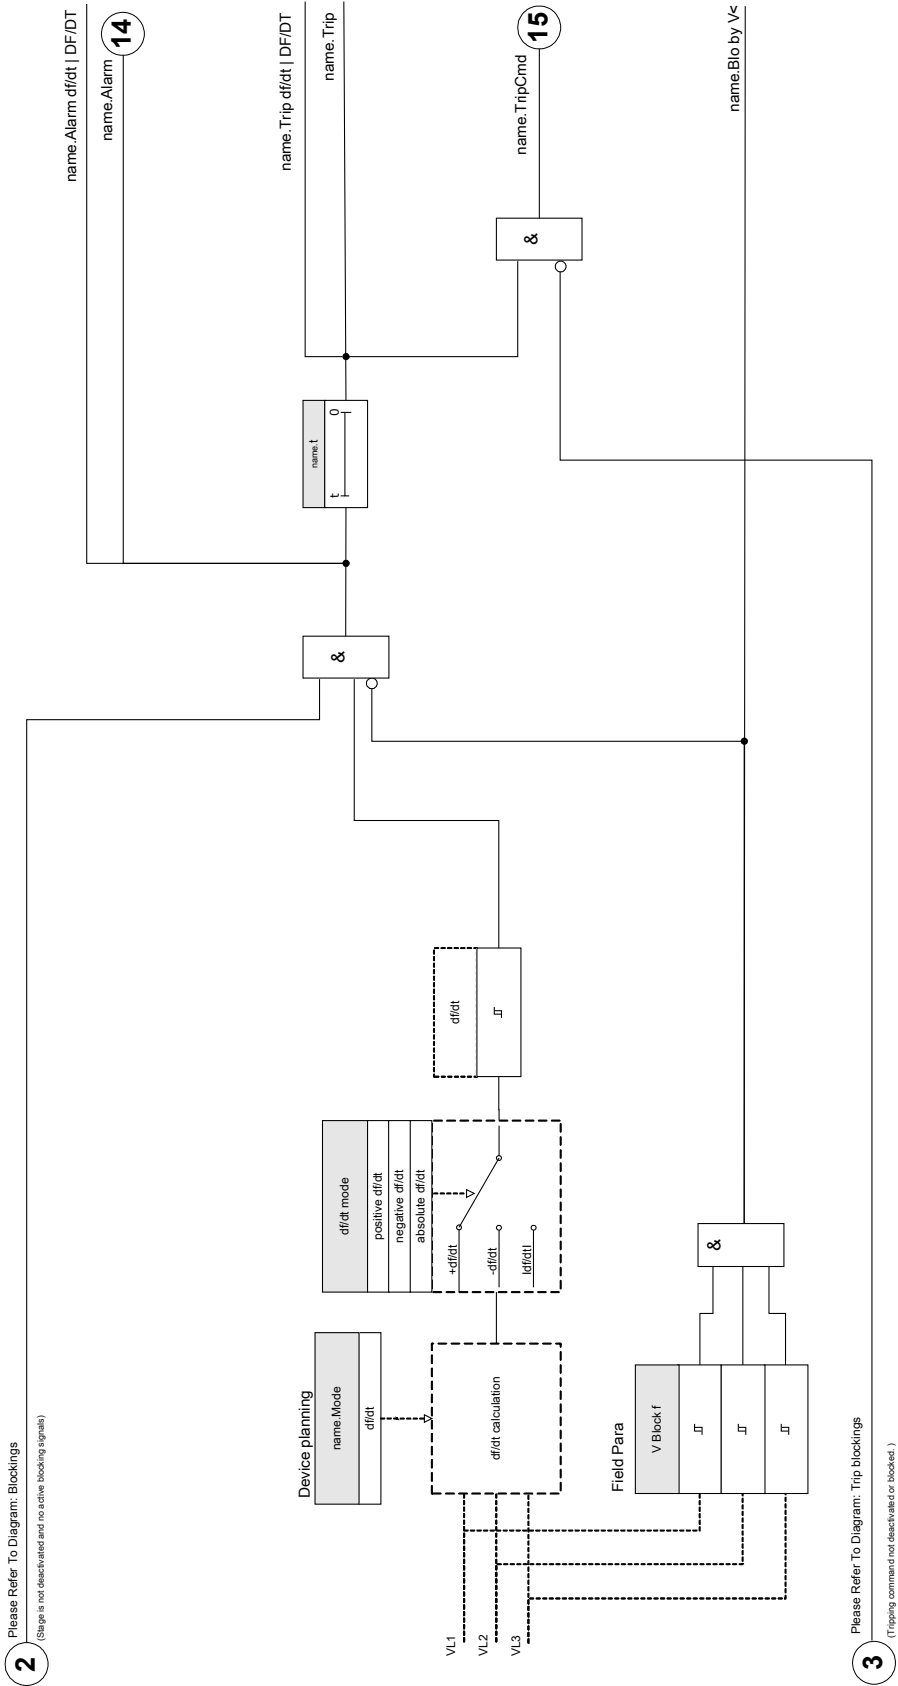 2
Please Refer To Diagram: Blockings
(Stage is not deactivated and no active blocking signals)
name.Alarm df/dt | DF/DT
name.Alarm
14
Device planning
name.Mode
df/dt
df/dt mode
positive df/dt
negative df/dt
absolute df/dt
&
name.t
t
0
name.Trip df/dt | DF/DT
name.Trip
VL1
VL2
VL3
df/dt calculation
+df/dt
-df/dt
Idf/dtI
df/dt
&
name.TripCmd
15
Field Para
V Block f
&
name.Blo by V<
3
Please Refer To Diagram: Trip blockings
(Tripping command not deactivated or blocked. )